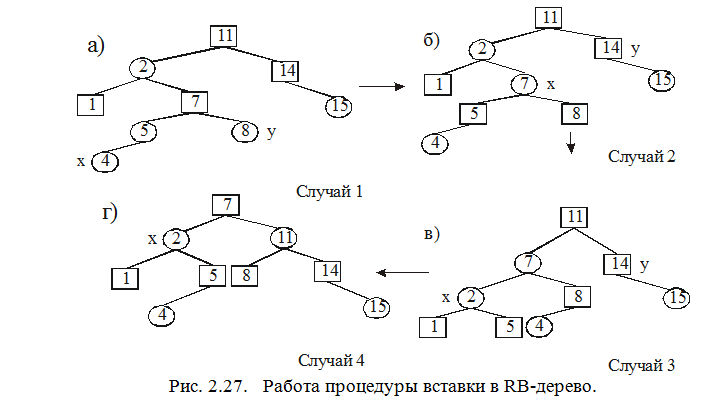 а)
11
2
14
1
7
15
5
8 y
x 4
Случай 1
б)
11
2
14 y
1
7 x
15
5
8
4
Случай 2
в)
11
7
14 y
x 2
8
15
1
5
4
Случай 3
г)
7
x 2
11
1
5
8
14
4
15
Случай 4
Рис. 2.27. Работа процедуры вставки в RB-дерево.